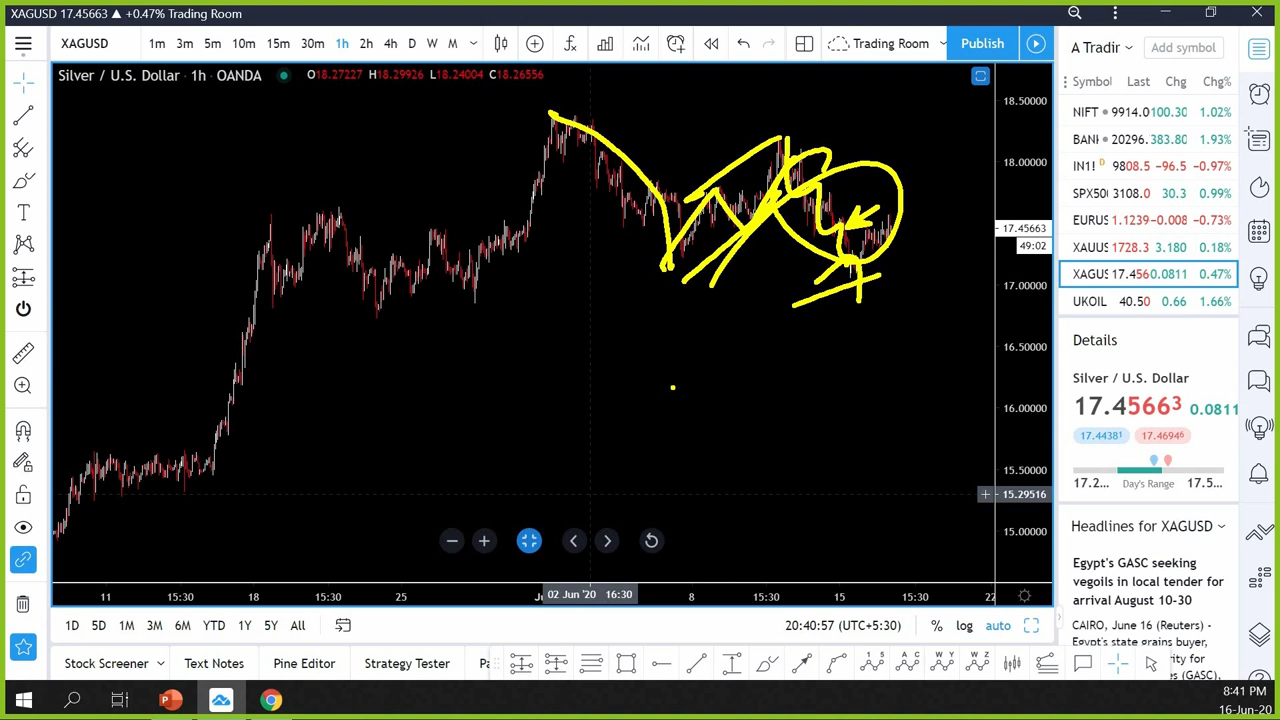 XAGUSD 17.45663 ▲ +0.47% Trading Room
XAGUSD 1m 3m 5m 10m 15m 30m 1h 2h 4h D W M Trading Room Publish
Silver / U.S. Dollar · 1h · OANDA O18.27227 H18.29926 L18.24004 C18.26556
18.50000
18.00000
17.45663
49:02
17.00000
16.50000
16.00000
15.50000
15.29516
15.00000
11 15:30 18 15:30 25 02 Jun '20 16:30 8 15:30 15 15:30 22
1D 5D 1M 3M 6M YTD 1Y 5Y All 20:40:57 (UTC+5:30) % log auto
Stock Screener Text Notes Pine Editor Strategy Tester Pa
A Tradir Add symbol
Symbol Last Chg Chg%
NIFT 9914.0 100.30 1.02%
BANI 20296. 383.80 1.93%
IN1! D 9808.5 -96.5 -0.97%
SPX50 3108.0 30.3 0.99%
EURUS 1.1239 -0.008 -0.73%
XAUUS 1728.3 3.180 0.18%
XAGUS 17.456 0.0811 0.47%
UKOIL 40.50 0.66 1.66%
Details
Silver / U.S. Dollar
17.45663 0.0811
17.44381 17.46946
17.2... Day's Range 17.5...
Headlines for XAGUSD
Egypt's GASC seeking
vegoils in local tender for
arrival August 10-30
CAIRO, June 16 (Reuters) -
Egypt's state grains buyer,
8:41 PM
16-Jun-20